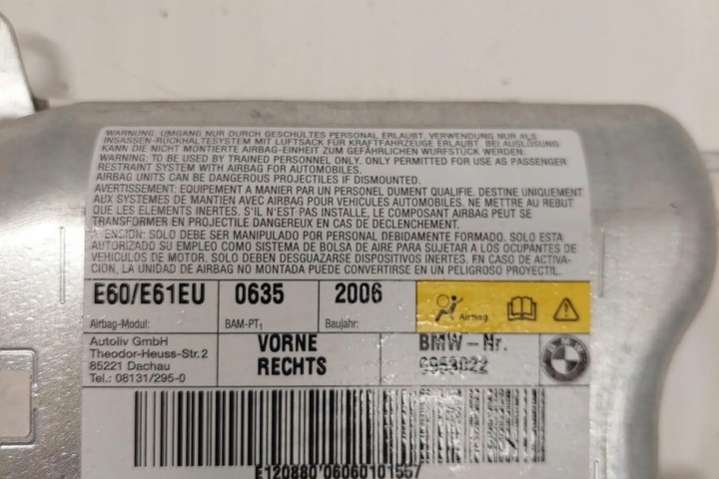 WARNUNG: UMGANG NUR DURCH GESCHULTES PERSONAL ERLAUBT. VERWENDUNG NUR ALS
INSASSEN-RÜCKHALTESYSTEM MIT LUFTSACK FÜR KRAFTFAHRZEUGE ERLAUBT. BEI AUSLÖSUNG
KANN DIE NICHT MONTIERTE AIRBAG-EINHEIT ZUM GEFÄHRLICHEN WURFSTÜCK WERDEN.
WARNING: TO BE USED BY TRAINED PERSONNEL ONLY. ONLY PERMITTED FOR USE AS PASSENGER
RESTRAINT SYSTEM WITH AIRBAG FOR AUTOMOBILES.
AIRBAG UNITS CAN BE DANGEROUS PROJECTILES IF DISMOUNTED.
AVERTISSEMENT: EQUIPEMENT A MANIER PAR UN PERSONEL DUMENT QUALIFIE. DESTINE UNIQUEMENT
AUX SYSTEMES DE MANTIEN AVEC AIRBAG POUR VEHICULES AUTOMOBILES. NE METTRE AU REBUT
QUE LES ELEMENTS INERTES. S'IL N'EST PAS INSTALLE, LE COMPOSANT AIRBAG PEUT SE
TRANSFORMER EN PROJECTILE DANGEREUX EN CAS DE DECLENCHEMENT.
ATENSION: SOLO DEBE SER MANIPULADO POR PERSONAL DEBIDAMENTE FORMADO. SOLO ESTA
AUTORIZADO SU EMPLEO COMO SISTEMA DE BOLSA DE AIRE PARA SUJETAR A LOS OCUPANTES DE
VEHICULOS DE MOTOR. SOLO DEBEN DESGUAZARSE DISPOSITIVOS INERTES. EN CASO DE ACTIVA-
CION, LA UNIDAD DE AIRBAG NO MONTADA PUEDE CONVERTIRSE EN UN PELIGROSO PROYECTIL.
E60/E61EU 0635 2006 Airbag
Airbag-Modul: BAM-PT1 Baujahr:
Autoliv GmbH
Theodor-Heuss-Str.2
85221 Dachau
Tel.: 08131/295-0
VORNE
RECHTS
BMW-Nr.
E120880 06060101557